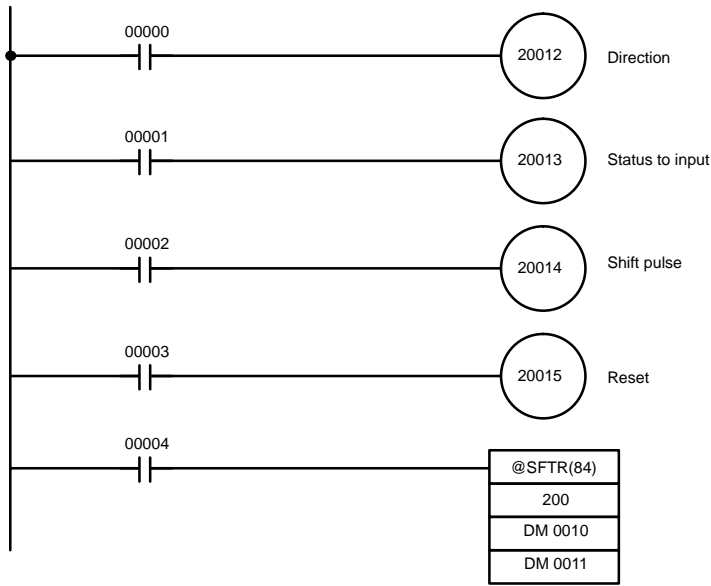 00000
20012 Direction
00001
20013 Status to input
00002
20014 Shift pulse
00003
20015 Reset
00004
@SFTR(84)
200
DM 0010
DM 0011